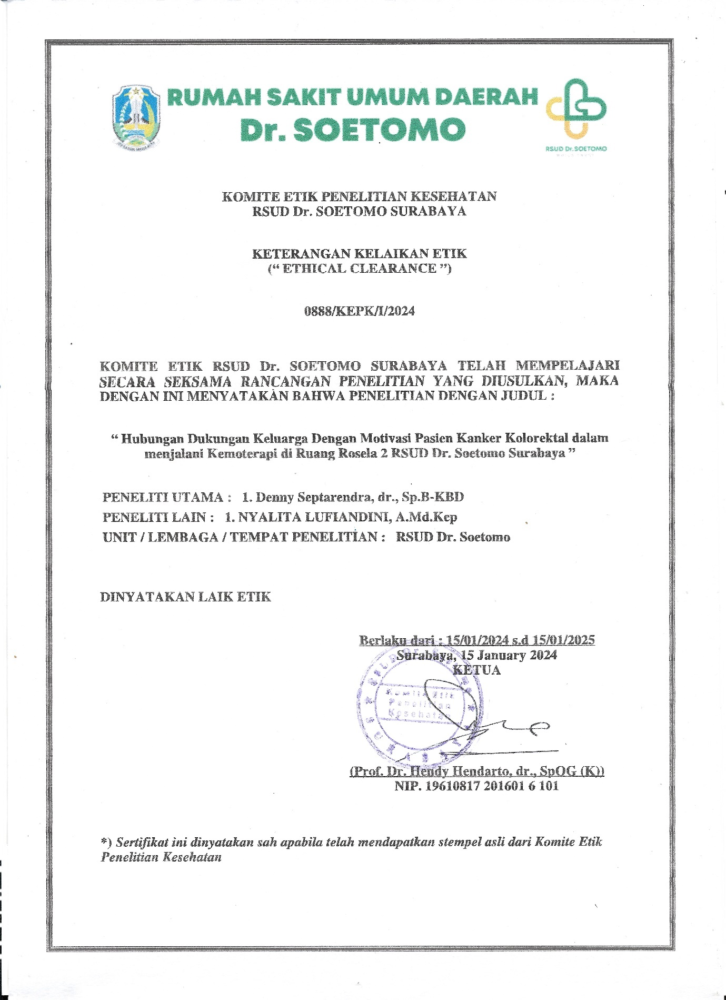 RUMAH SAKIT UMUM DAERAH
Dr. SOETOMO
RSUD Dr.SOETOMO
KOMITE ETIK PENELITIAN KESEHATAN
RSUD Dr. SOETOMO SURABAYA
KETERANGAN KELAIKAN ETIK
(“ ETHICAL CLEARANCE ”)
0888/KEPK/I/2024
KOMITE ETIK RSUD Dr. SOETOMO SURABAYA TELAH MEMPELAJARI
SECARA SEKSAMA RANCANGAN PENELITIAN YANG DIUSULKAN, MAKA
DENGAN INI MENYATAKAN BAHWA PENELITIAN DENGAN JUDUL :
“ Hubungan Dukungan Keluarga Dengan Motivasi Pasien Kanker Kolorektal dalam
menjalani Kemoterapi di Ruang Rosela 2 RSUD Dr. Soetomo Surabaya ”
PENELITI UTAMA : 1. Denny Septarendra, dr., Sp.B-KBD
PENELITI LAIN : 1. NYALITA LUFIANDINI, A.Md.Kep
UNIT / LEMBAGA / TEMPAT PENELITIAN : RSUD Dr. Soetomo
DINYATAKAN LAIK ETIK
Berlaku dari : 15/01/2024 s.d 15/01/2025
Surabaya, 15 January 2024
KETUA
Komite Etik
Penelitian
Kesehatan
SURABAYA
(Prof. Dr. Hendy Hendarto, dr., SpOG (K))
NIP. 19610817 201601 6 101
*) Sertifikat ini dinyatakan sah apabila telah mendapatkan stempel asli dari Komite Etik
Penelitian Kesehatan